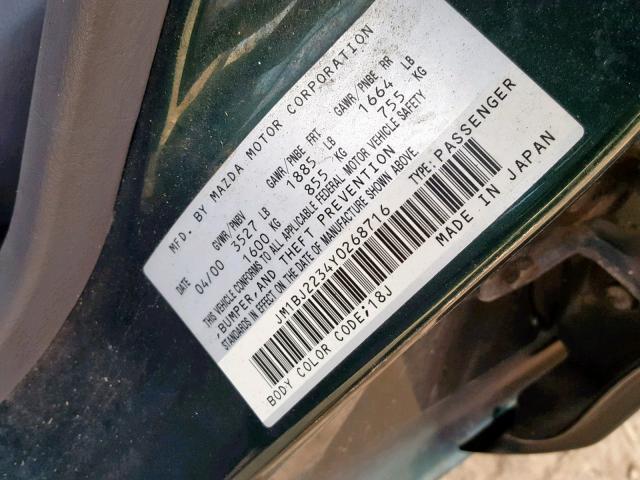 MFD. BY MAZDA MOTOR CORPORATION
DATE GVWR/PNBV GAWR/PNBE FRT. GAWR/PNBE RR
04/00 3527 LB 1885 LB 1664 LB
1600 KG 855 KG 755 KG
THIS VEHICLE CONFORMS TO ALL APPLICABLE FEDERAL MOTOR VEHICLE SAFETY
,BUMPER AND THEFT PREVENTION
STANDARDS IN EFFECT ON THE DATE OF MANUFACTURE SHOWN ABOVE.
JM1BJ2234Y0268716 TYPE: PASSENGER
BODY COLOR CODE;18J MADE IN JAPAN